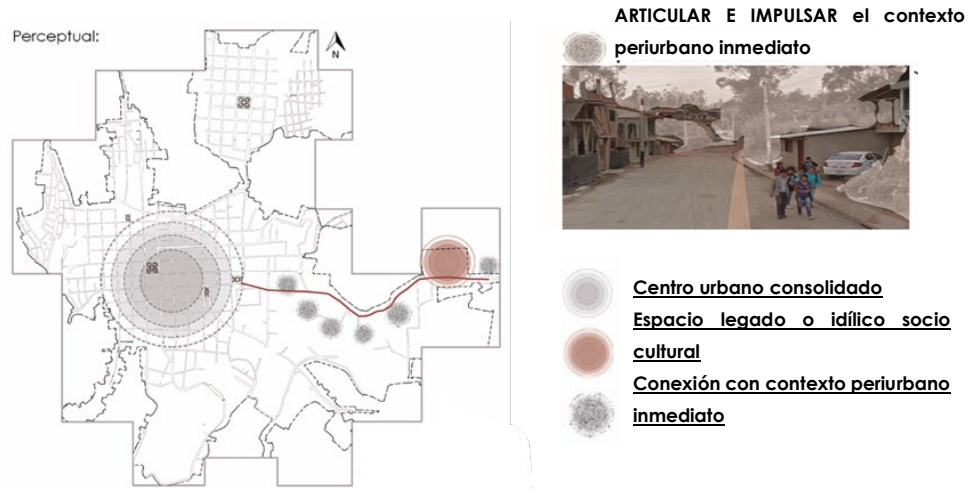 Perceptual:
N
ARTICULAR E IMPULSAR el contexto
periurbano inmediato
Centro urbano consolidado
Espacio legado o idílico socio
cultural
Conexión con contexto periurbano
inmediato